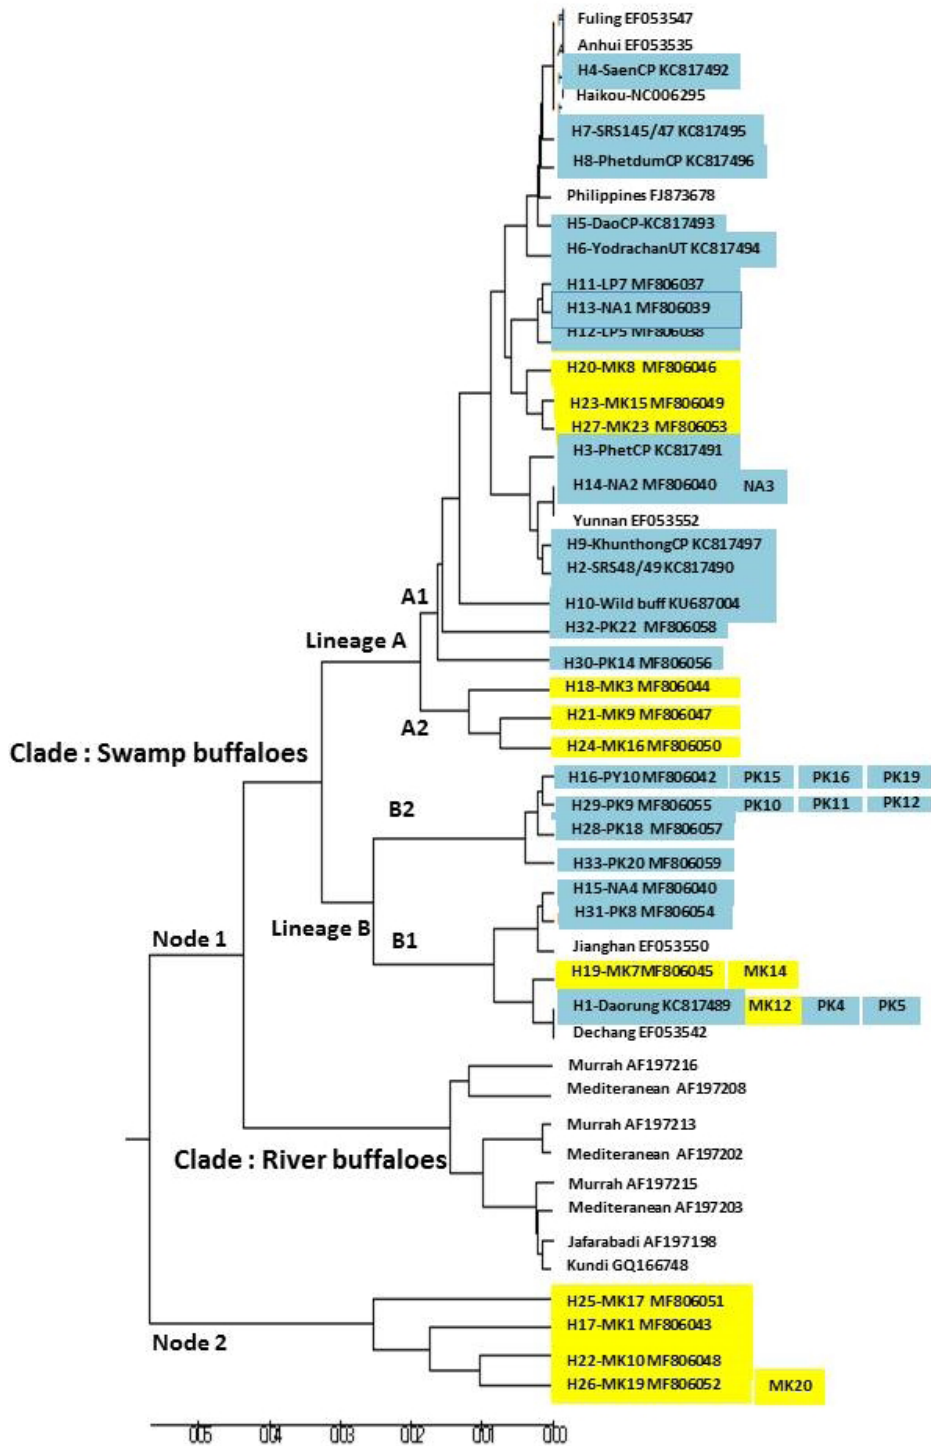 Fuling EF053547
Anhui EF053535
H4-SaenCP KC817492
Haikou-NC006295
H7-SRS145/47 KC817495
H8-PhetdumCP KC817496
Philippines FJ873678
H5-DaoCP-KC817493
H6-YodrachanUT KC817494
H11-LP7 MF806037
H13-NA1 MF806039
H12-LP5 MF806038
H20-MK8 MF806046
H23-MK15 MF806049
H27-MK23 MF806053
H3-PhetCP KC817491
H14-NA2 MF806040 NA3
Yunnan EF053552
H9-KhunthongCP KC817497
H2-SRS48/49 KC817490
A1
H10-Wild buff KU687004
H32-PK22 MF806058
Lineage A
H30-PK14 MF806056
H18-MK3 MF806044
H21-MK9 MF806047
A2
H24-MK16 MF806050
Clade : Swamp buffaloes
H16-PY10 MF806042 PK15 PK16 PK19
H29-PK9 MF806055 PK10 PK11 PK12
B2
H28-PK18 MF806057
H33-PK20 MF806059
H15-NA4 MF806040
H31-PK8 MF806054
Lineage B
Node 1
B1
Jianghan EF053550
H19-MK7MF806045 MK14
H1-Daorung KC817489 MK12 PK4 PK5
Dechang EF053542
Murrah AF197216
Mediteranean AF197208
Murrah AF197213
Mediteranean AF197202
Clade : River buffaloes
Murrah AF197215
Mediteranean AF197203
Jafarabadi AF197198
Kundi GQ166748
H25-MK17 MF806051
H17-MK1 MF806043
Node 2
H22-MK10 MF806048
H26-MK19 MF806052 MK20